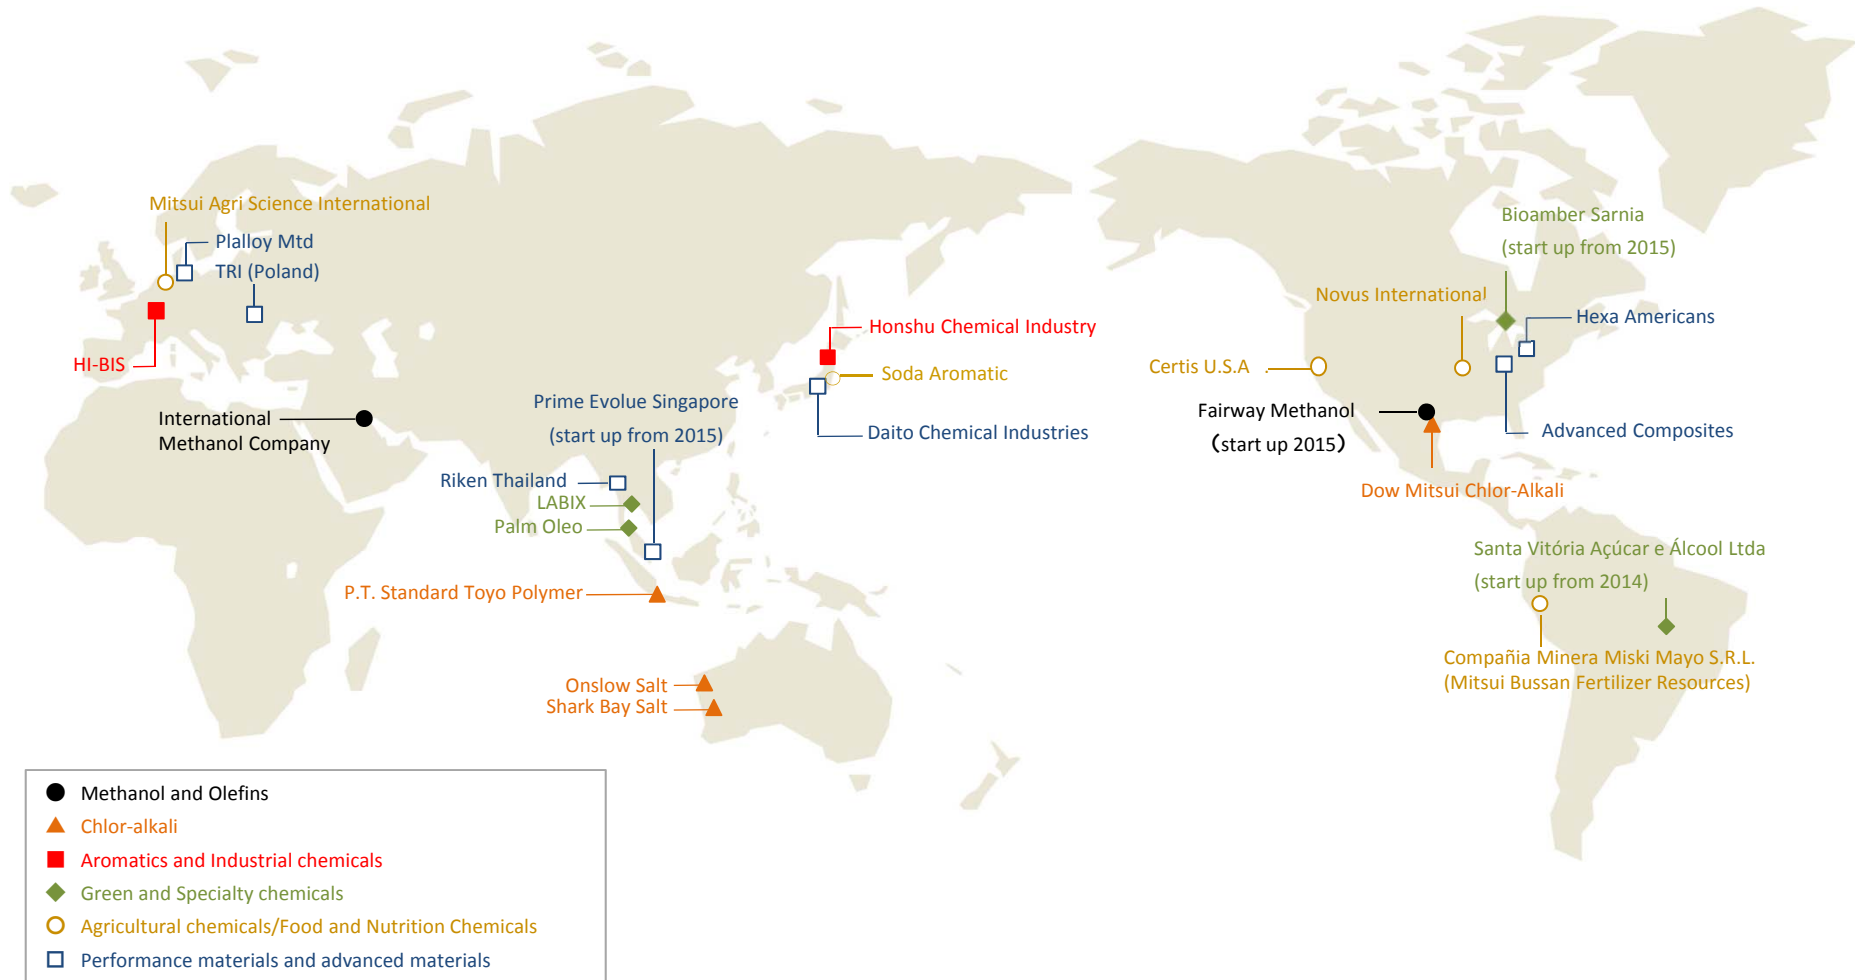 Mitsui Agri Science International
Plalloy Mtd
TRI (Poland)
HI-BIS
International
Methanol Company
Honshu Chemical Industry
Soda Aromatic
Daito Chemical Industries
Prime Evolue Singapore
(start up from 2015)
Riken Thailand
LABIX
Palm Oleo
P.T. Standard Toyo Polymer
Onslow Salt
Shark Bay Salt
Bioamber Sarnia
(start up from 2015)
Novus International
Hexa Americans
Certis U.S.A .
Fairway Methanol
(start up 2015)
Advanced Composites
Dow Mitsui Chlor-Alkali
Santa Vitória Açúcar e Álcool Ltda
(start up from 2014)
Compañia Minera Miski Mayo S.R.L.
(Mitsui Bussan Fertilizer Resources)
Methanol and Olefins
Chlor-alkali
Aromatics and Industrial chemicals
Green and Specialty chemicals
Agricultural chemicals/Food and Nutrition Chemicals
Performance materials and advanced materials